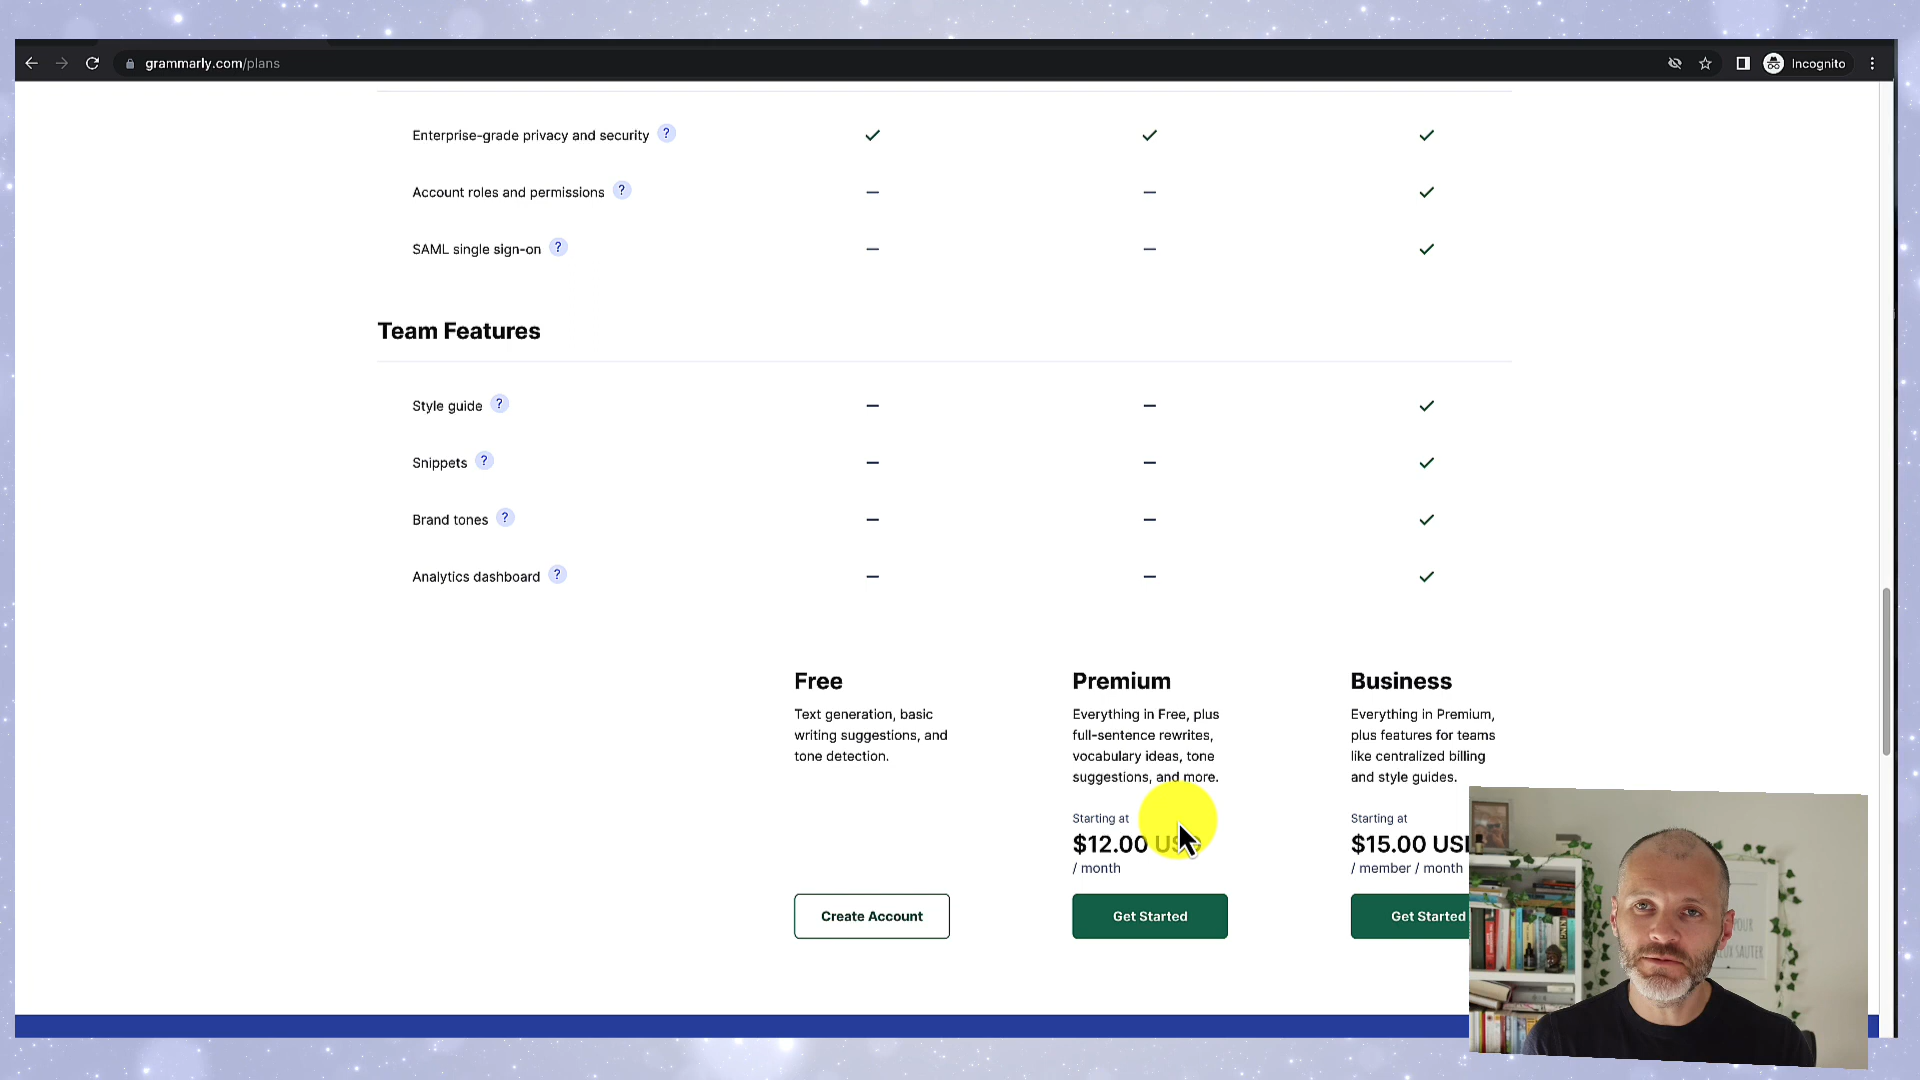 grammarly.com/plans
Incognito
Enterprise-grade privacy and security ?
Account roles and permissions ?
SAML single sign-on ?
Team Features
Style guide ?
Snippets ?
Brand tones ?
Analytics dashboard ?
Free
Text generation, basic
writing suggestions, and
tone detection.
Create Account
Premium
Everything in Free, plus
full-sentence rewrites,
vocabulary ideas, tone
suggestions, and more.
Starting at
$12.00 USD
/ month
Get Started
Business
Everything in Premium,
plus features for teams
like centralized billing
and style guides.
Starting at
$15.00 USD
/ member / month
Get Started
SAUTER